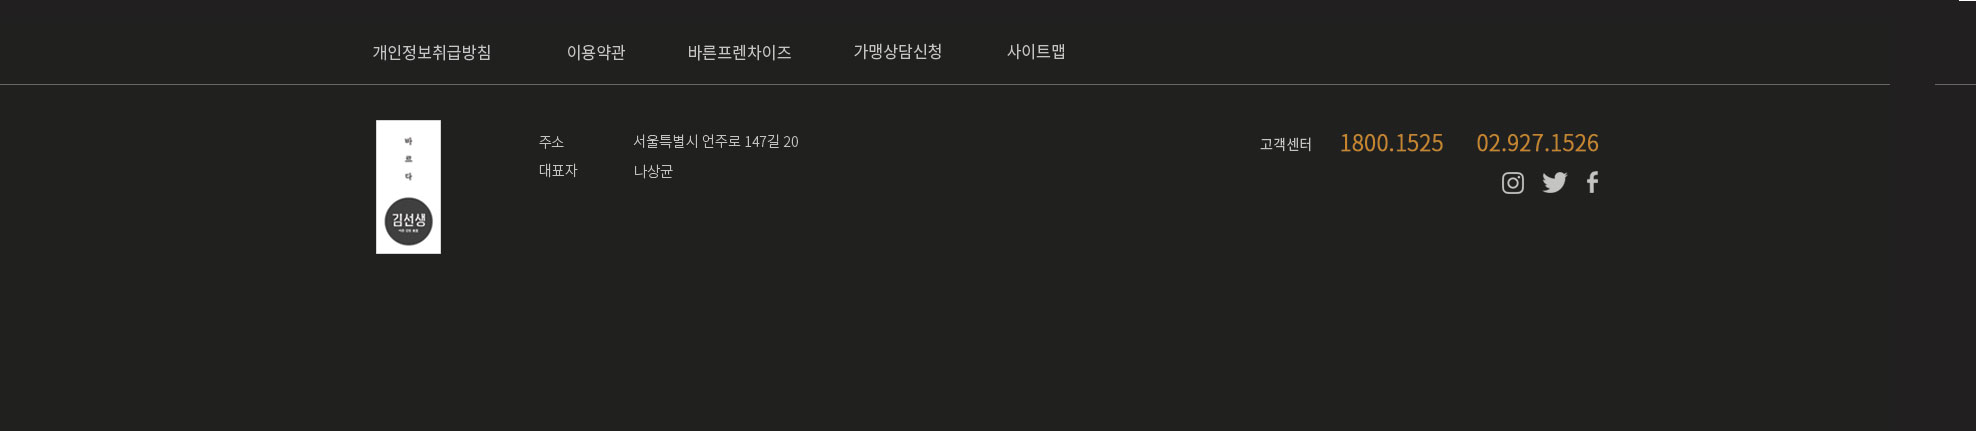 개인정보취급방침 이용약관 바른프렌차이즈 가맹상담신청 사이트맵
바
르
다
김선생
주소 서울특별시 언주로 147길 20
대표자 나상균
고객센터 1800.1525 02.927.1526